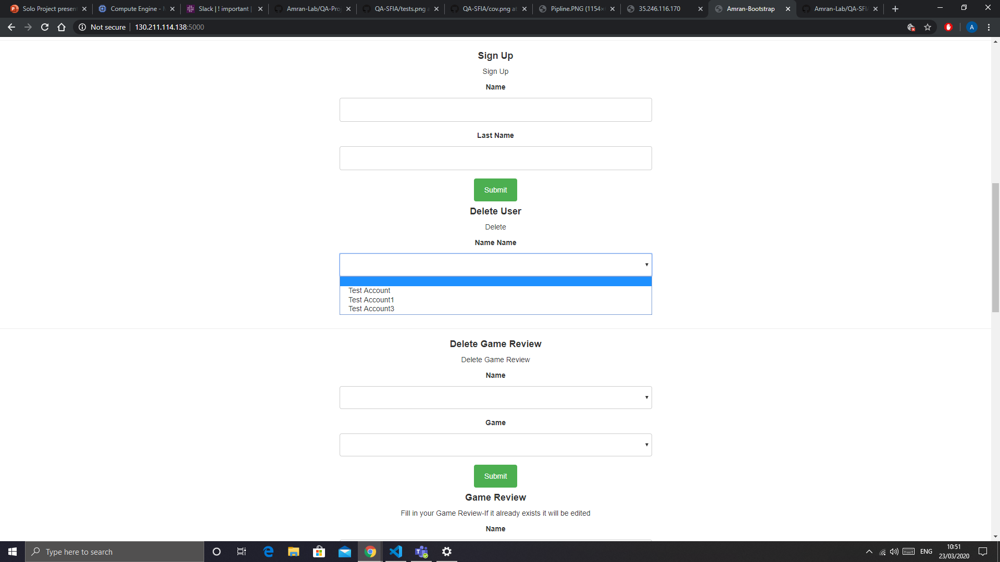 Solo Project present
Compute Engine - M
Slack | ! important |
Amran-Lab/QA-Pro
QA-SFIA/tests.png a
QA-SFIA/cov.png at
Pipline.PNG (1154×
35.246.116.170
Amran-Bootstrap
Amran-Lab/QA-SFIA
Not secure
130.211.114.138:5000
A
Sign Up
Sign Up
Name
Last Name
Submit
Delete User
Delete
Name Name
Test Account
Test Account1
Test Account3
Delete Game Review
Delete Game Review
Name
Game
Submit
Game Review
Fill in your Game Review-If it already exists it will be edited
Name
Type here to search
ENG
10:51
23/03/2020